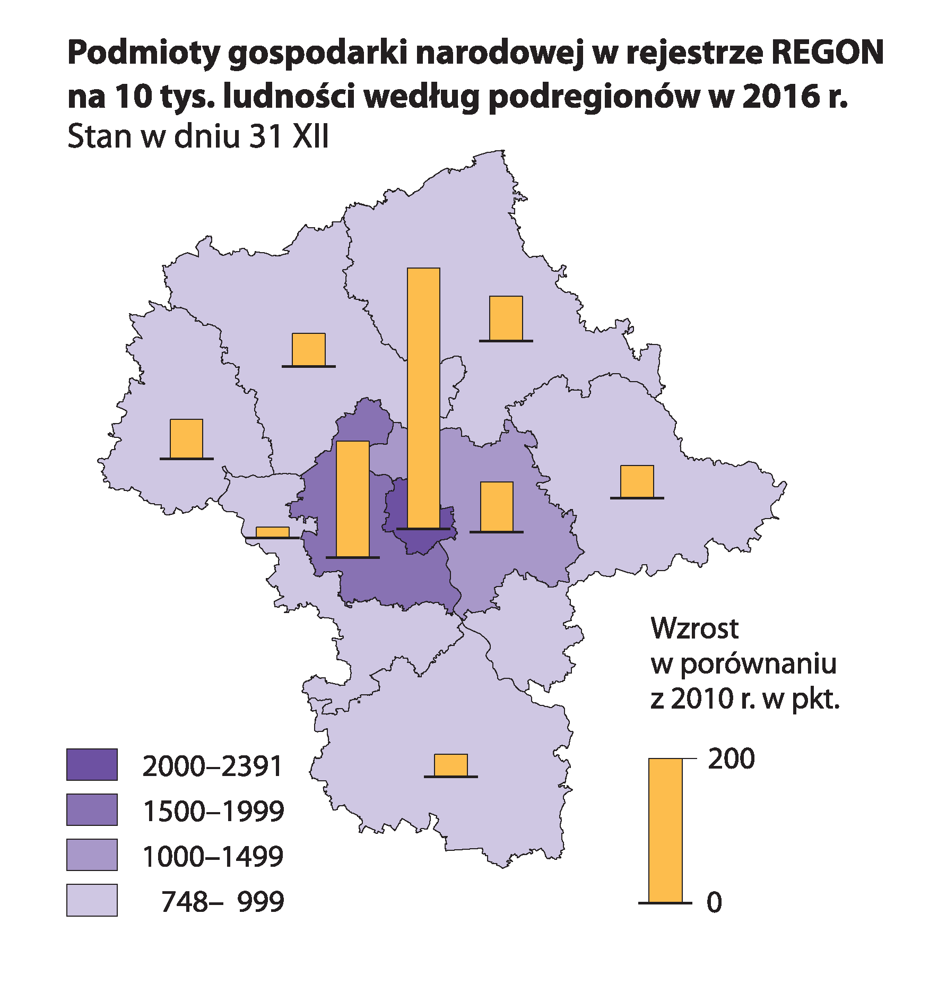 Podmioty gospodarki narodowej w rejestrze REGON
na 10 tys. ludności według podregionów w 2016 r.
Stan w dniu 31 XII
Wzrost
w porównaniu
z 2010 r. w pkt.
200
0
2000–2391
1500–1999
1000–1499
748– 999